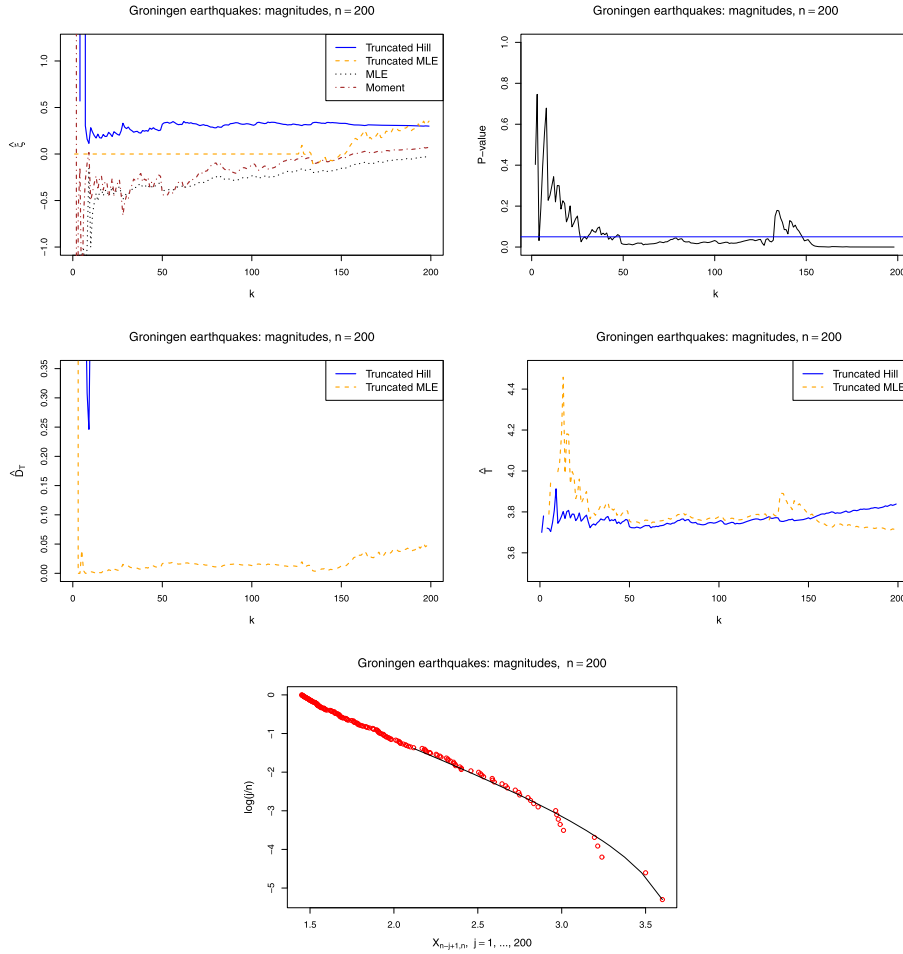 Groningen earthquakes: magnitudes, n = 200
Truncated Hill
Truncated MLE
MLE
Moment
1.0
0.5
0.0
−0.5
−1.0
ξ̂
0 50 100 150 200
k
Groningen earthquakes: magnitudes, n = 200
1.0
0.8
0.6
0.4
0.2
0.0
P−value
0 50 100 150 200
k
Groningen earthquakes: magnitudes, n = 200
Truncated Hill
Truncated MLE
0.35
0.30
0.25
0.20
0.15
0.10
0.05
0.00
D̂T
0 50 100 150 200
k
Groningen earthquakes: magnitudes, n = 200
Truncated Hill
Truncated MLE
4.4
4.2
4.0
3.8
3.6
T̂
0 50 100 150 200
k
Groningen earthquakes: magnitudes, n = 200
0
−1
−2
−3
−4
−5
log(j/n)
1.5 2.0 2.5 3.0 3.5
Xn−j+1,n, j = 1, ..., 200